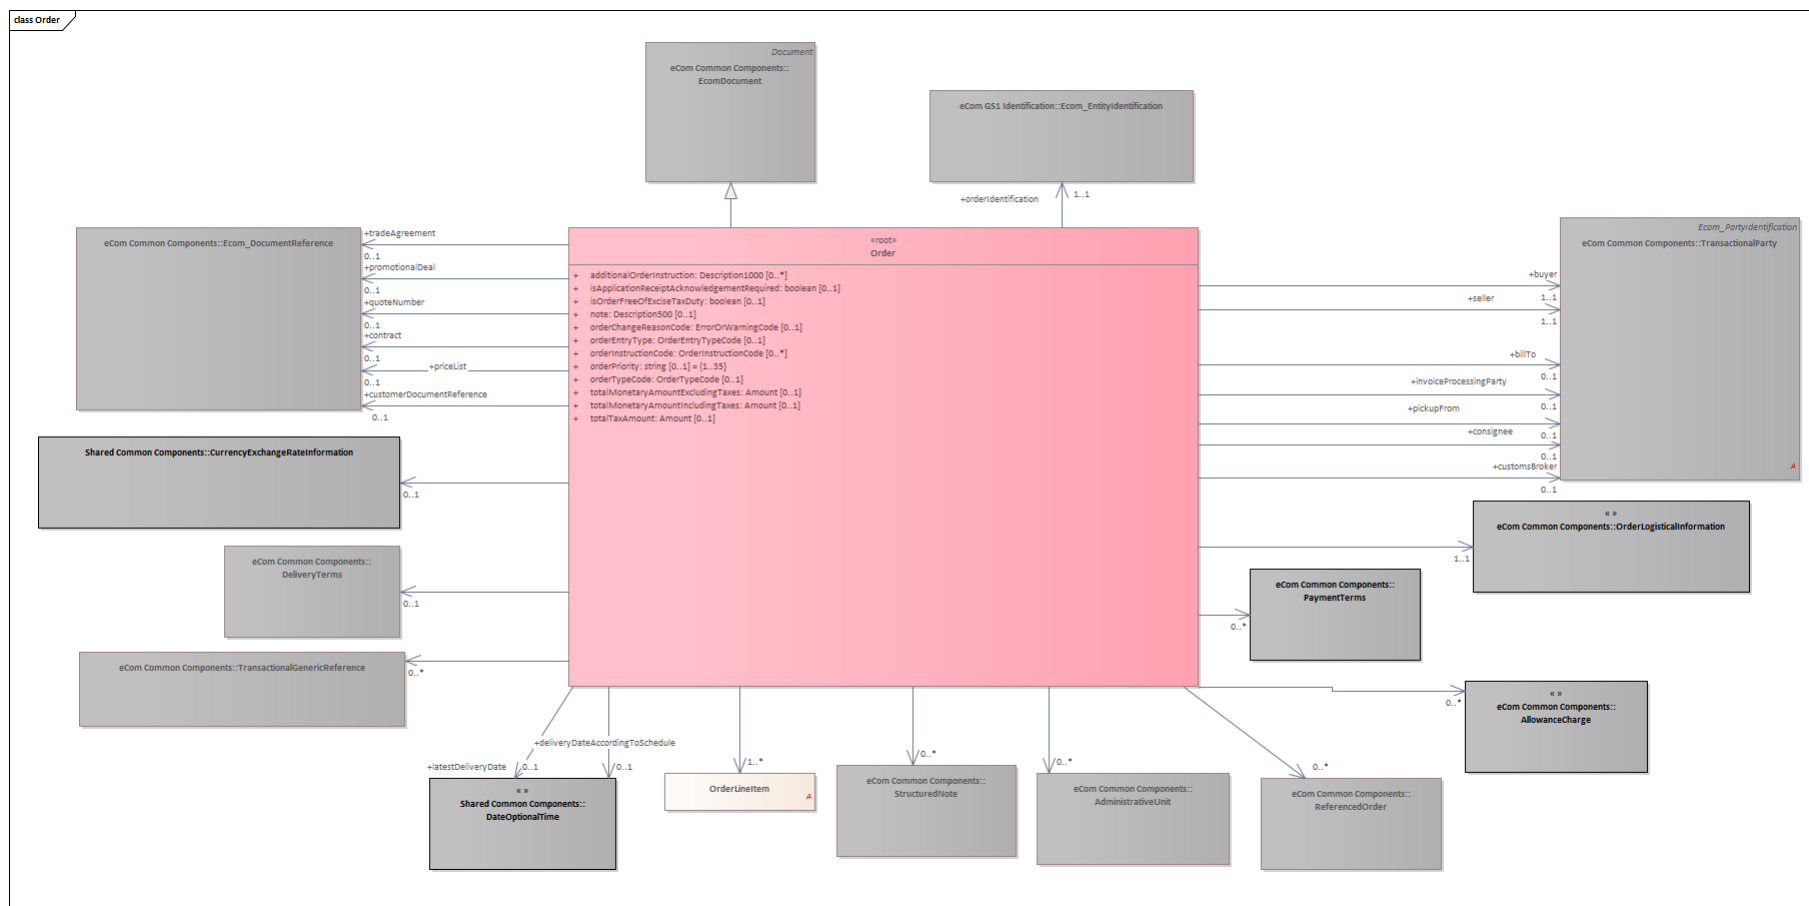 class Order
Document
eCom Common Components::
EcomDocument
eCom GS1 Identification::Ecom_EntityIdentification
+orderIdentification
1..1
eCom Common Components::Ecom_DocumentReference
+tradeAgreement
0..1
+promotionalDeal
0..1
+quoteNumber
0..1
+contract
0..1
+priceList
0..1
+customerDocumentReference
0..1
«root»
Order
+ additionalOrderInstruction: Description1000 [0..*]
+ isApplicationReceiptAcknowledgementRequired: boolean [0..1]
+ isOrderFreeOfExciseTaxDuty: boolean [0..1]
+ note: Description500 [0..1]
+ orderChangeReasonCode: ErrorOrWarningCode [0..1]
+ orderEntryType: OrderEntryTypeCode [0..1]
+ orderInstructionCode: OrderInstructionCode [0..*]
+ orderPriority: string [0..1] = {1..35}
+ orderTypeCode: OrderTypeCode [0..1]
+ totalMonetaryAmountExcludingTaxes: Amount [0..1]
+ totalMonetaryAmountIncludingTaxes: Amount [0..1]
+ totalTaxAmount: Amount [0..1]
Ecom_PartyIdentification
eCom Common Components::TransactionalParty
A
+buyer
1..1
+seller
1..1
+billTo
0..1
+invoiceProcessingParty
0..1
+pickupFrom
0..1
+consignee
0..1
+customsBroker
0..1
Shared Common Components::CurrencyExchangeRateInformation
0..1
« »
eCom Common Components::OrderLogisticalInformation
1..1
eCom Common Components::
DeliveryTerms
0..1
eCom Common Components::
PaymentTerms
0..*
eCom Common Components::TransactionalGenericReference
0..*
« »
eCom Common Components::
AllowanceCharge
0..*
+deliveryDateAccordingToSchedule
0..1
+latestDeliveryDate
0..1
« »
Shared Common Components::
DateOptionalTime
1..*
OrderLineItem
A
0..*
eCom Common Components::
StructuredNote
0..*
eCom Common Components::
AdministrativeUnit
0..*
eCom Common Components::
ReferencedOrder